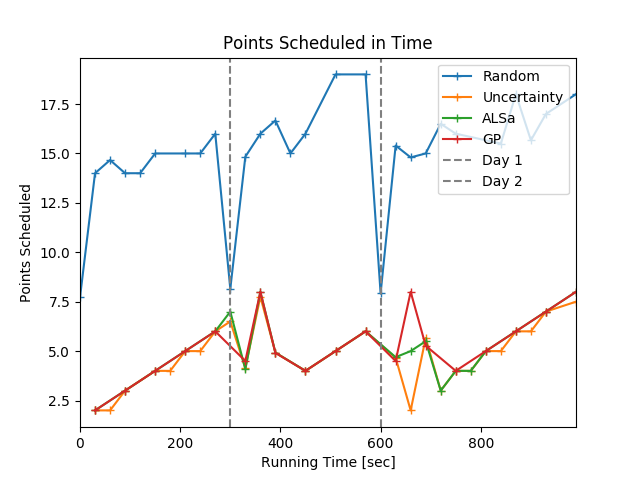 Points Scheduled in Time
Points Scheduled
17.5
15.0
12.5
10.0
7.5
5.0
2.5
Random
Uncertainty
ALSa
GP
Day 1
Day 2
0 200 400 600 800
Running Time [sec]